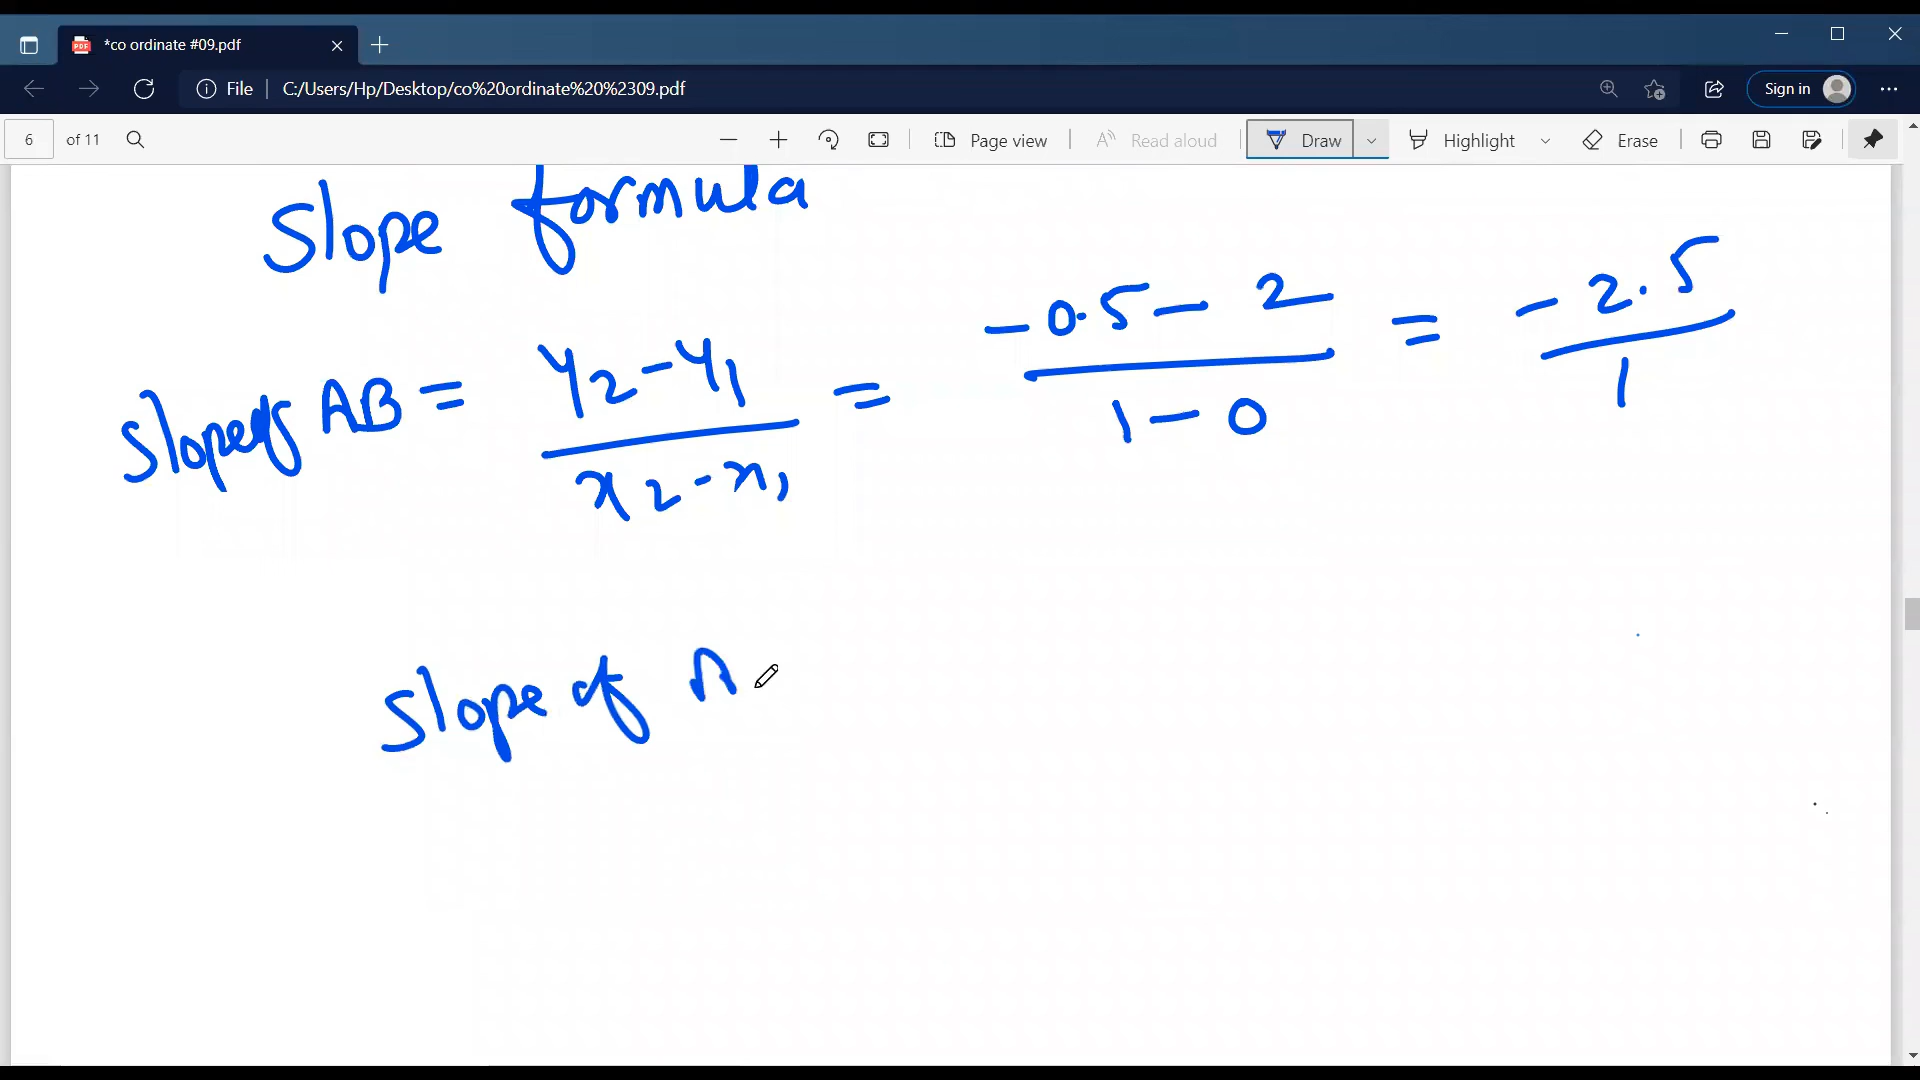 *co ordinate #09.pdf
File | C:/Users/Hp/Desktop/co%20ordinate%20%2309.pdf
Sign in
6 of 11
Page view
Read aloud
Draw
Highlight
Erase
Slope formula
Slope of AB = y2-y1 / x2-x1 = -0.5-2 / 1-0 = -2.5 / 1
Slope of A